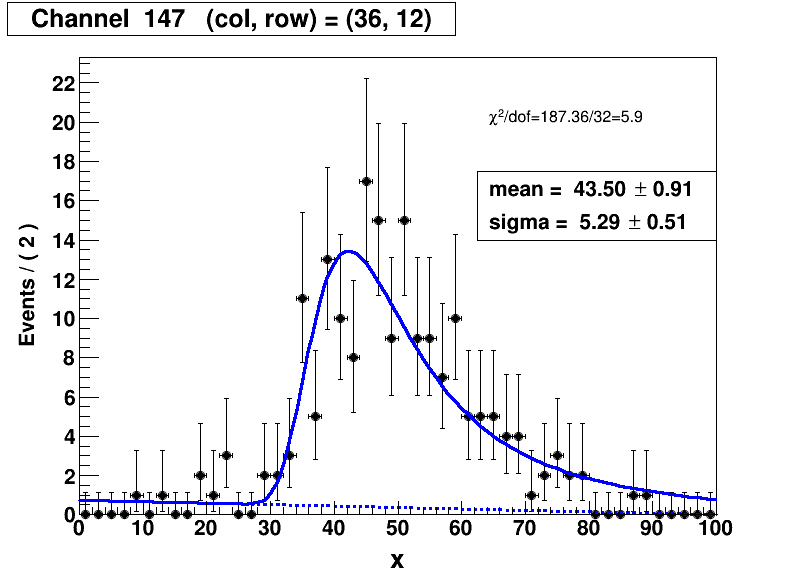 Channel 147 (col, row) = (36, 12)
χ²/dof=187.36/32=5.9
mean = 43.50 ± 0.91
sigma = 5.29 ± 0.51
Events / ( 2 )
22
20
18
16
14
12
10
8
6
4
2
0
0 10 20 30 40 50 60 70 80 90 100
x